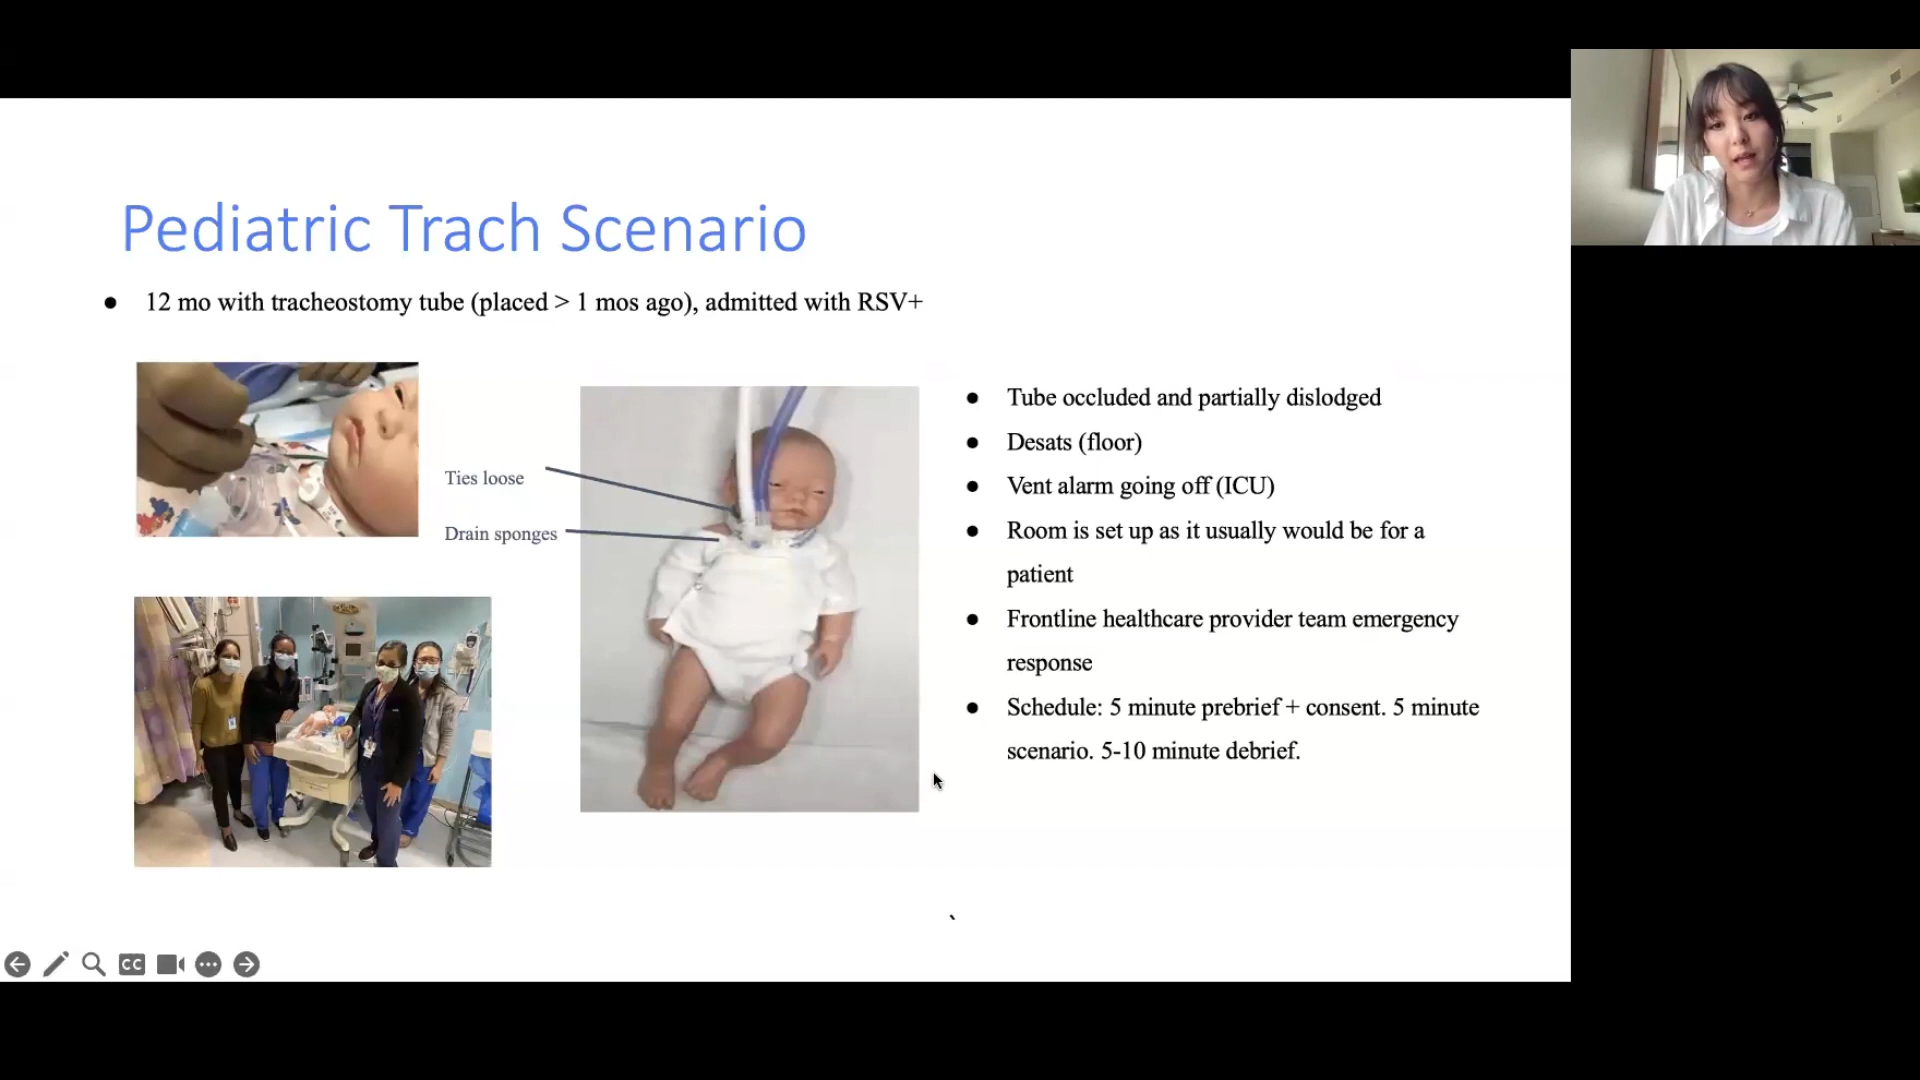 Pediatric Trach Scenario
● 12 mo with tracheostomy tube (placed > 1 mos ago), admitted with RSV+
Ties loose
Drain sponges
● Tube occluded and partially dislodged
● Desats (floor)
● Vent alarm going off (ICU)
● Room is set up as it usually would be for a
patient
● Frontline healthcare provider team emergency
response
● Schedule: 5 minute prebrief + consent. 5 minute
scenario. 5-10 minute debrief.
`
CC